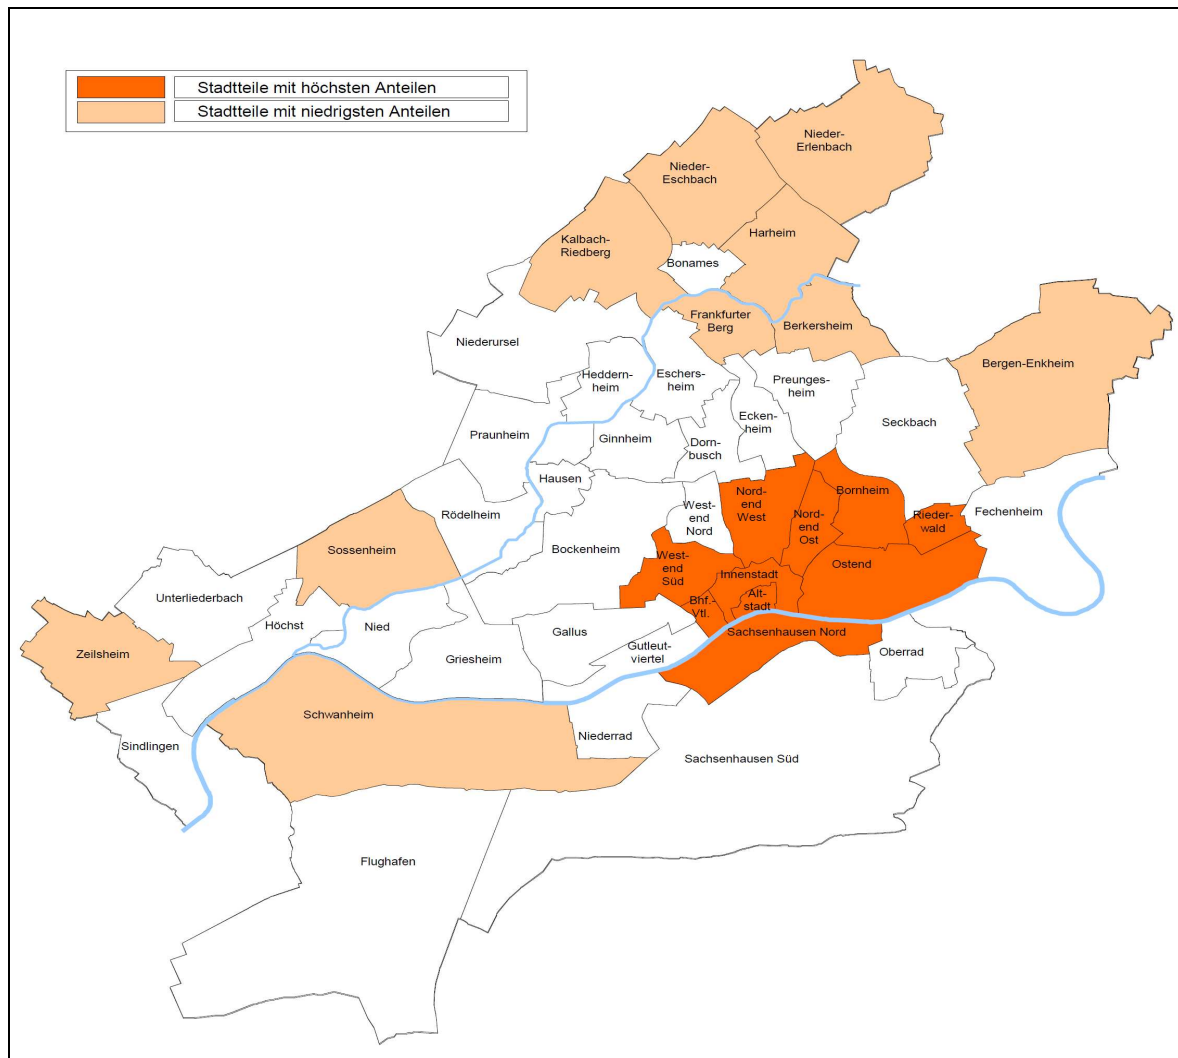 Stadtteile mit höchsten Anteilen
Stadtteile mit niedrigsten Anteilen
Nieder-
Erlenbach
Nieder-
Eschbach
Kalbach-
Riedberg
Harheim
Bonames
Frankfurter
Berg
Berkersheim
Niederursel
Bergen-Enkheim
Heddern-
heim
Eschers-
heim
Preunges-
heim
Ecken-
heim
Seckbach
Praunheim
Ginnheim
Dorn-
busch
Hausen
Rödelheim
Nord-
end
West
Bornheim
West-
end
Nord
Nord-
end
Ost
Rieder-
wald
Fechenheim
Sossenheim
Bockenheim
West-
end
Süd
Innenstadt
Ostend
Unterliederbach
Höchst
Nied
Bhf.-
Vtl.
Alt-
stadt
Gallus
Sachsenhausen Nord
Zeilsheim
Griesheim
Gutleut-
viertel
Oberrad
Schwanheim
Sindlingen
Niederrad
Sachsenhausen Süd
Flughafen